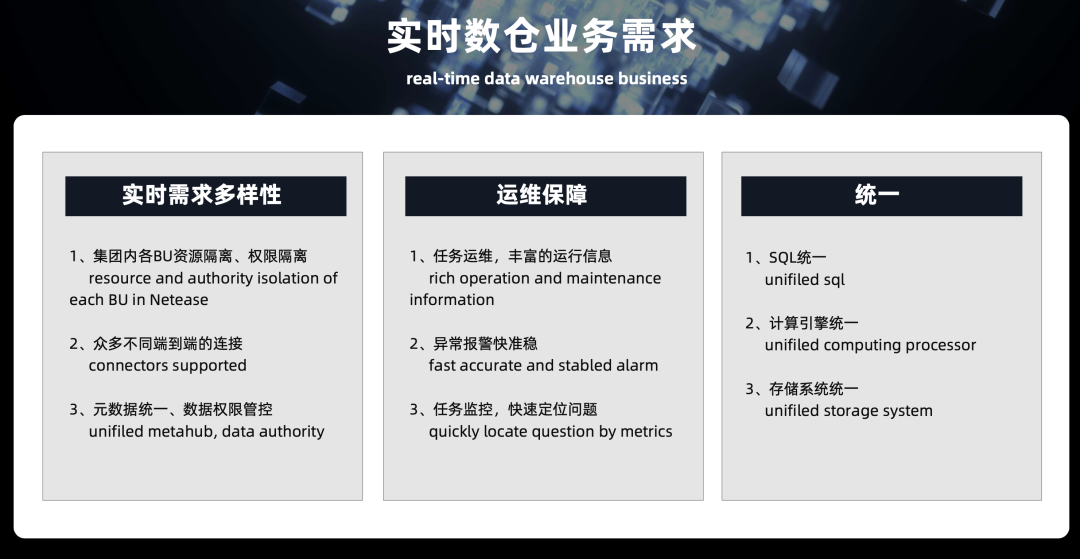 实时数仓业务需求
real-time data warehouse business
实时需求多样性
1、集团内各BU资源隔离、权限隔离
resource and authority isolation of
each BU in Netease
2、众多不同端到端的连接
connectors supported
3、元数据统一、数据权限管控
unifiled metahub, data authority
运维保障
1、任务运维，丰富的运行信息
rich operation and maintenance
information
2、异常报警快准稳
fast accurate and stabled alarm
3、任务监控，快速定位问题
quickly locate question by metrics
统一
1、SQL统一
unifiled sql
2、计算引擎统一
unifiled computing processor
3、存储系统统一
unifiled storage system